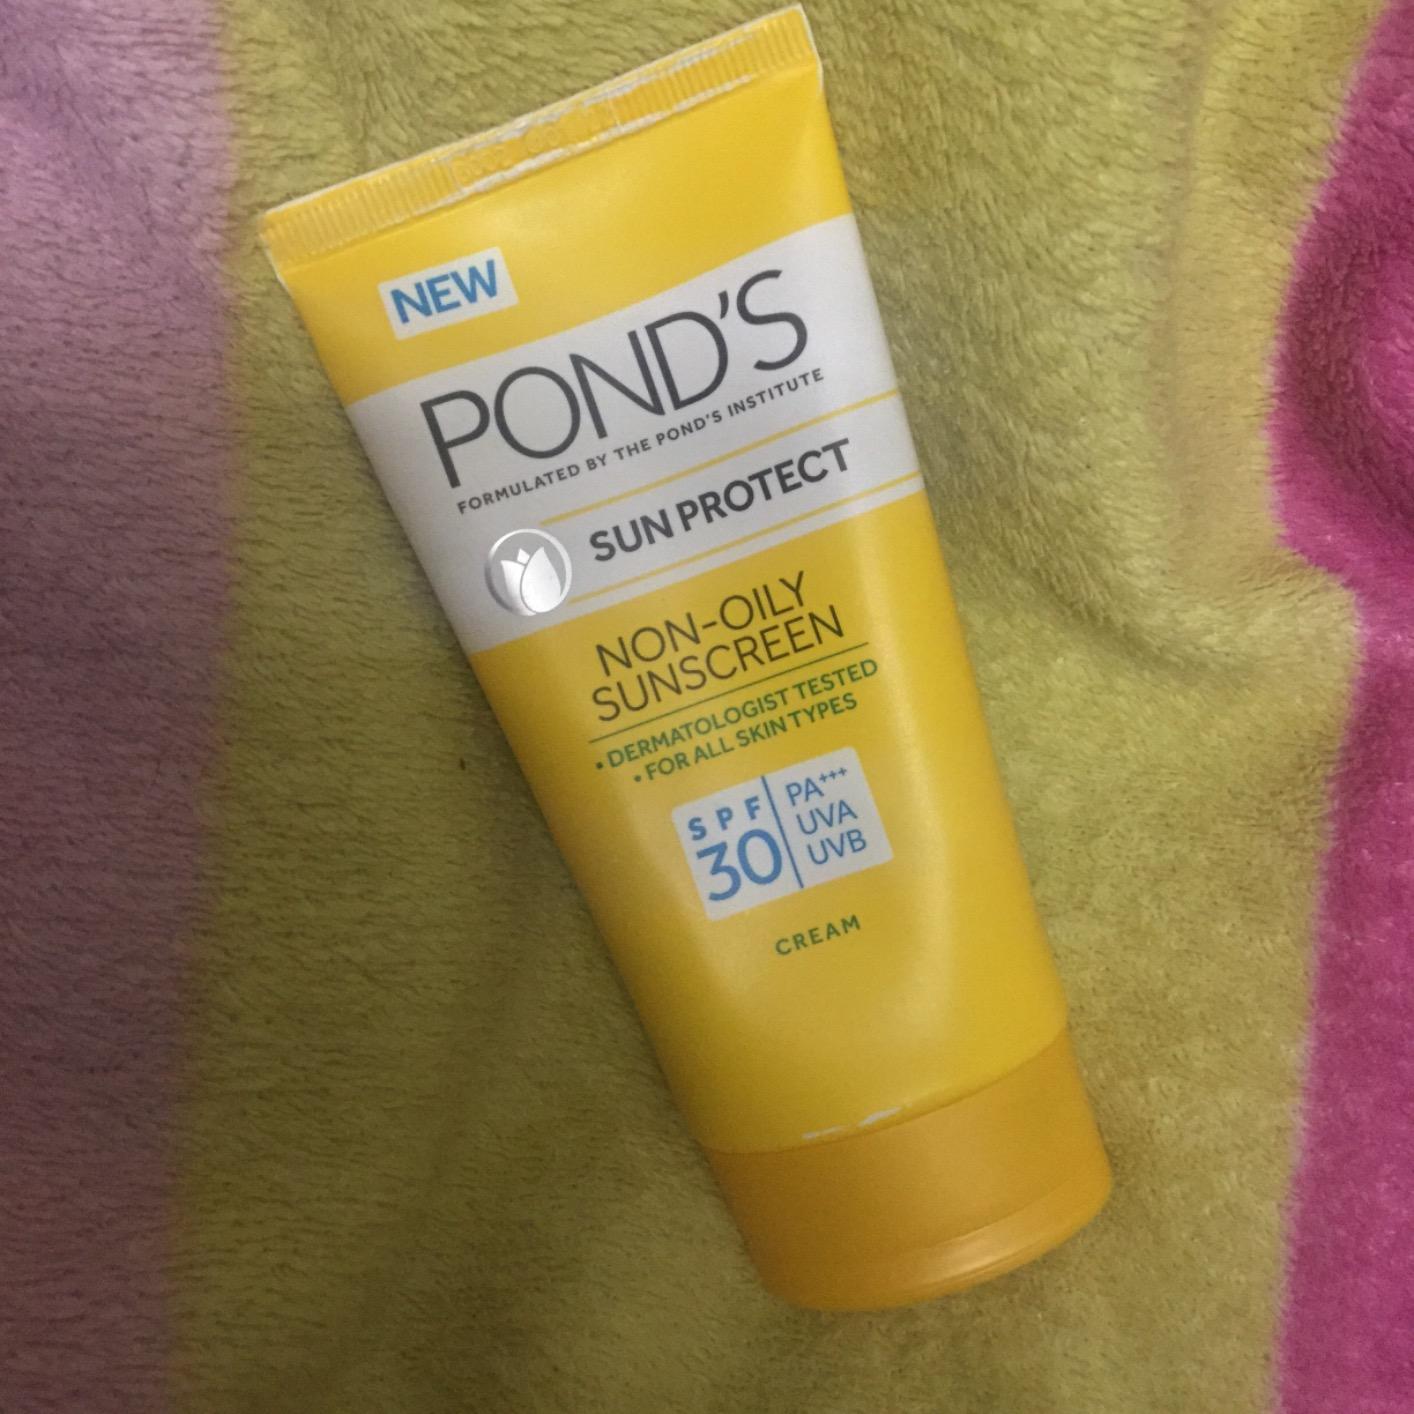 NEW
POND'S
FORMULATED BY THE POND'S INSTITUTE
SUN PROTECT
NON-OILY
SUNSCREEN
• DERMATOLOGIST TESTED
• FOR ALL SKIN TYPES
SPF
30
PA+++
UVA
UVB
CREAM